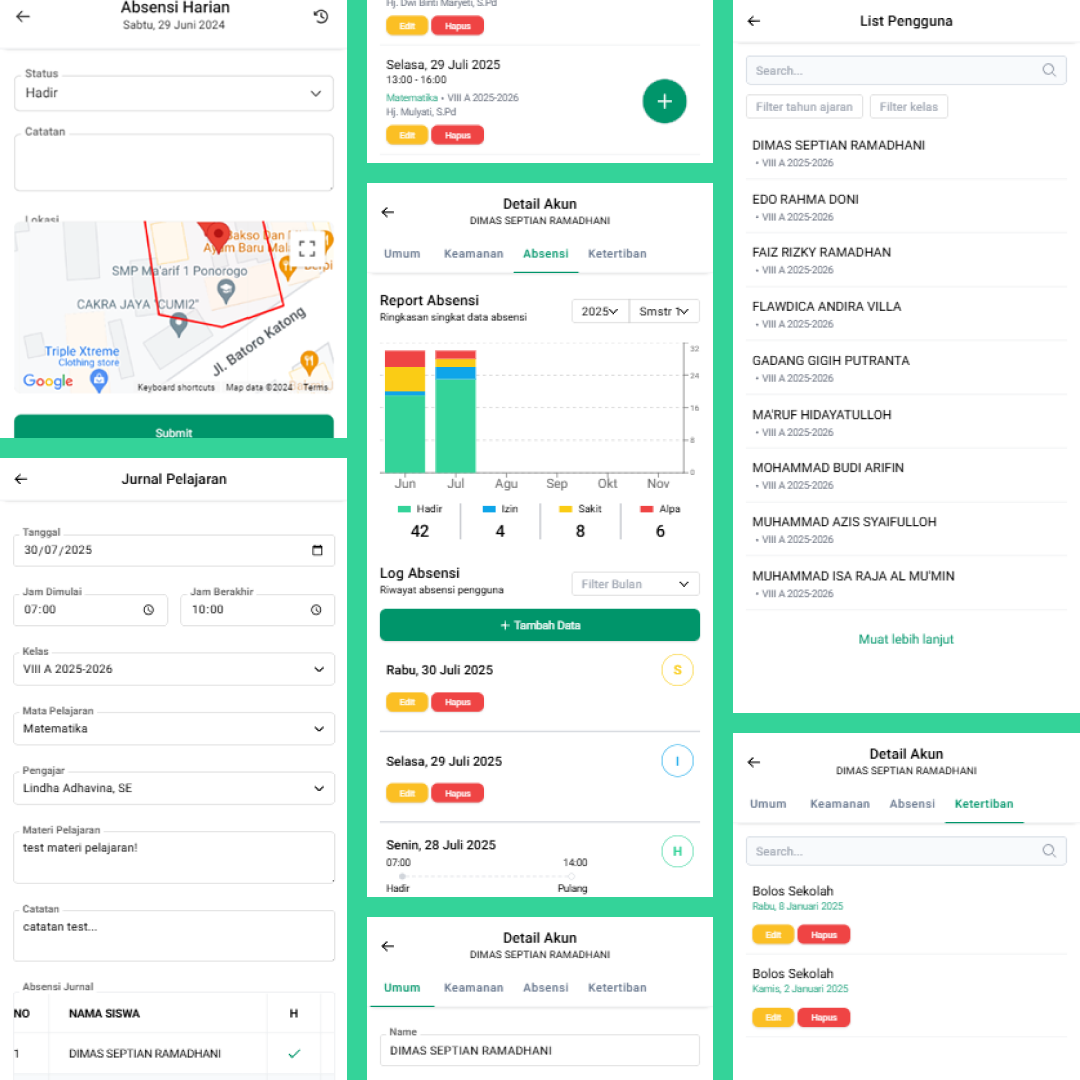 Absensi Harian
Sabtu, 29 Juni 2024
Status
Hadir
Catatan
Lokasi
Bakso Dan
Ayam Baru Mala
SMP Ma'arif 1 Ponorogo
CAKRA JAYA "CUMI2"
Jl. Batoro Katong
Triple Xtreme
Clothing store
Google
Keyboard shortcuts Map data ©2024 Terms
Submit
Jurnal Pelajaran
Tanggal
30/07/2025
Jam Dimulai
07:00
Jam Berakhir
10:00
Kelas
VIII A 2025-2026
Mata Pelajaran
Matematika
Pengajar
Lindha Adhavina, SE
Materi Pelajaran
test materi pelajaran!
Catatan
catatan test...
Absensi Jurnal
NO NAMA SISWA H
1 DIMAS SEPTIAN RAMADHANI
Hj. Dwi Binti Maryeti, S.Pd
Edit Hapus
Selasa, 29 Juli 2025
13:00 - 16:00
Matematika • VIII A 2025-2026
Hj. Mulyati, S.Pd
Edit Hapus
Detail Akun
DIMAS SEPTIAN RAMADHANI
Umum Keamanan Absensi Ketertiban
Report Absensi
Ringkasan singkat data absensi
2025 Smstr 1
32
24
16
8
0
Jun Jul Agu Sep Okt Nov
Hadir Izin Sakit Alpa
42 4 8 6
Log Absensi
Riwayat absensi pengguna
Filter Bulan
+ Tambah Data
Rabu, 30 Juli 2025
S
Edit Hapus
Selasa, 29 Juli 2025
I
Edit Hapus
Senin, 28 Juli 2025
H
07:00 14:00
Hadir Pulang
Detail Akun
DIMAS SEPTIAN RAMADHANI
Umum Keamanan Absensi Ketertiban
Name
DIMAS SEPTIAN RAMADHANI
List Pengguna
Search...
Filter tahun ajaran Filter kelas
DIMAS SEPTIAN RAMADHANI
• VIII A 2025-2026
EDO RAHMA DONI
• VIII A 2025-2026
FAIZ RIZKY RAMADHAN
• VIII A 2025-2026
FLAWDICA ANDIRA VILLA
• VIII A 2025-2026
GADANG GIGIH PUTRANTA
• VIII A 2025-2026
MA'RUF HIDAYATULLOH
• VIII A 2025-2026
MOHAMMAD BUDI ARIFIN
• VIII A 2025-2026
MUHAMMAD AZIS SYAIFULLOH
• VIII A 2025-2026
MUHAMMAD ISA RAJA AL MU'MIN
• VIII A 2025-2026
Muat lebih lanjut
Detail Akun
DIMAS SEPTIAN RAMADHANI
Umum Keamanan Absensi Ketertiban
Search...
Bolos Sekolah
Rabu, 8 Januari 2025
Edit Hapus
Bolos Sekolah
Kamis, 2 Januari 2025
Edit Hapus